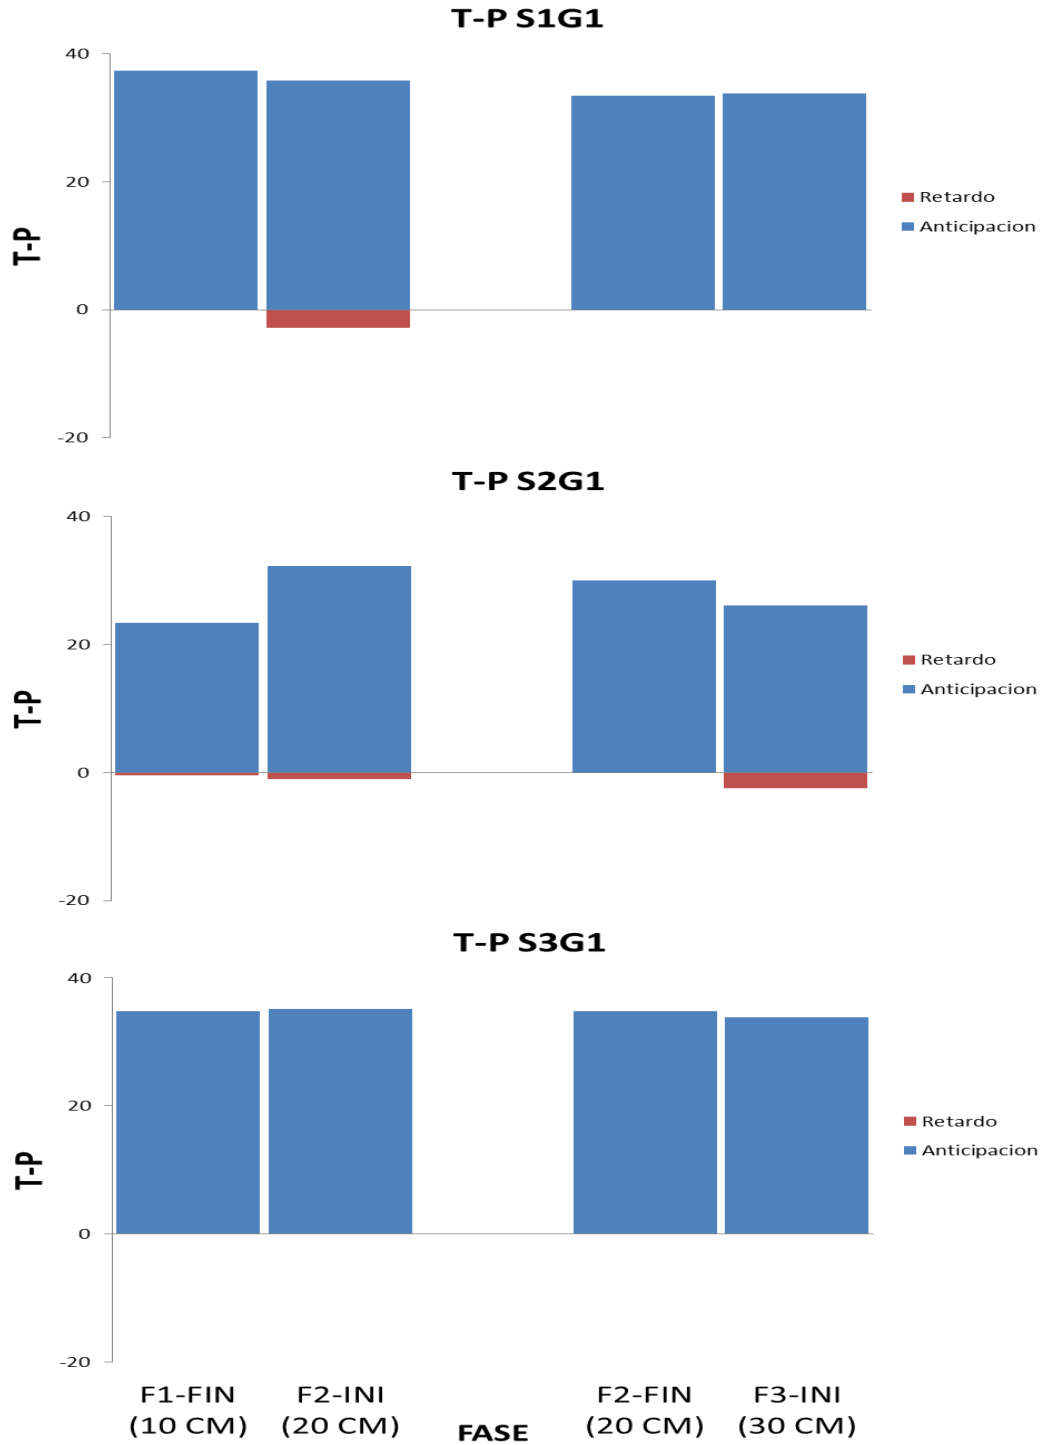 T-P S1G1
40
20
0
-20
T-P
Retardo
Anticipacion
T-P S2G1
40
20
0
-20
T-P
Retardo
Anticipacion
T-P S3G1
40
20
0
-20
T-P
Retardo
Anticipacion
F1-FIN
(10 CM)
F2-INI
(20 CM)
F2-FIN
(20 CM)
F3-INI
(30 CM)
FASE